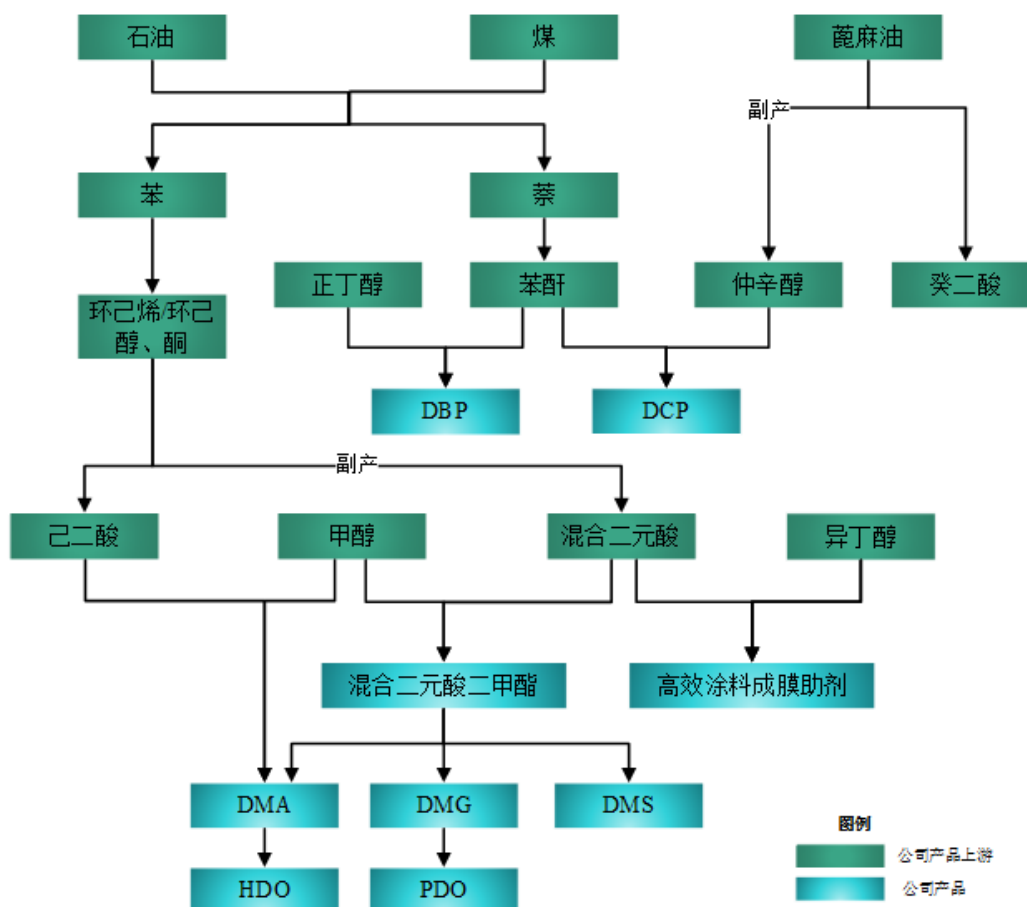 石油
煤
蓖麻油
副产
苯
萘
正丁醇
苯酐
仲辛醇
癸二酸
环己烯/环己
醇、酮
DBP
DCP
副产
己二酸
甲醇
混合二元酸
异丁醇
混合二元酸二甲酯
高效涂料成膜助剂
DMA
DMG
DMS
HDO
PDO
图例
公司产品上游
公司产品